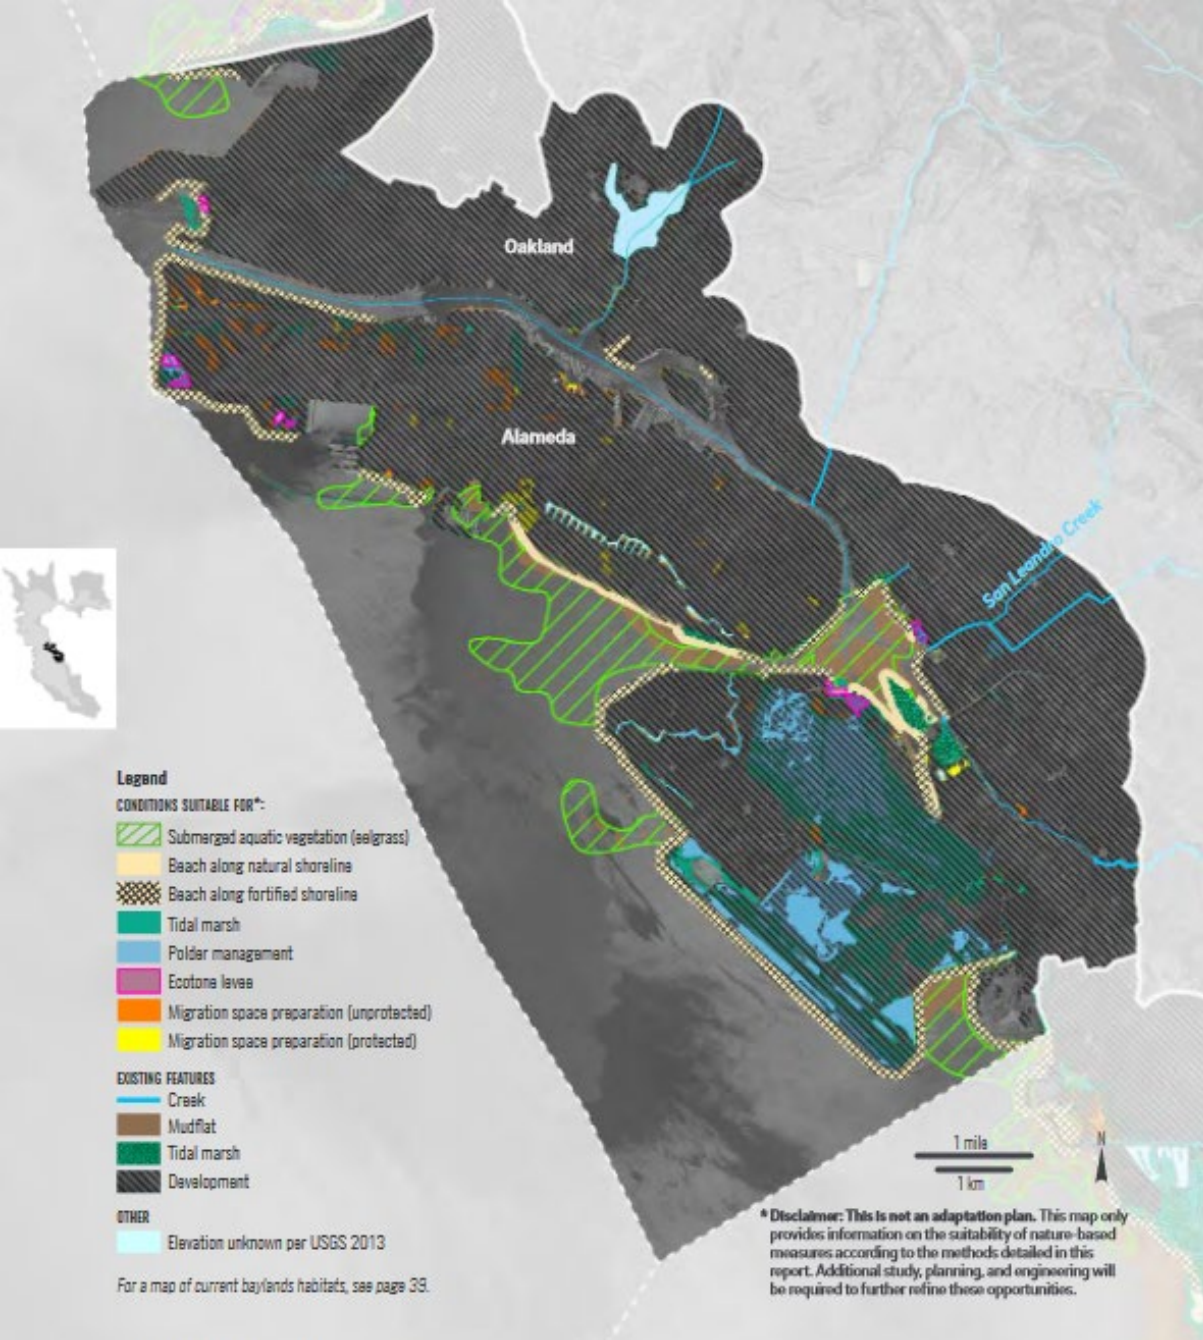 Oakland
Alameda
San Leandro Creek
Legend
CONDITIONS SUITABLE FOR*:
Submerged aquatic vegetation (eelgrass)
Beach along natural shoreline
Beach along fortified shoreline
Tidal marsh
Polder management
Ecotone levee
Migration space preparation (unprotected)
Migration space preparation (protected)
EXISTING FEATURES
Creek
Mudflat
Tidal marsh
Development
OTHER
Elevation unknown per USGS 2013
For a map of current baylands habitats, see page 39.
1 mile
1 km
N
* Disclaimer: This is not an adaptation plan. This map only
provides information on the suitability of nature-based
measures according to the methods detailed in this
report. Additional study, planning, and engineering will
be required to further refine these opportunities.